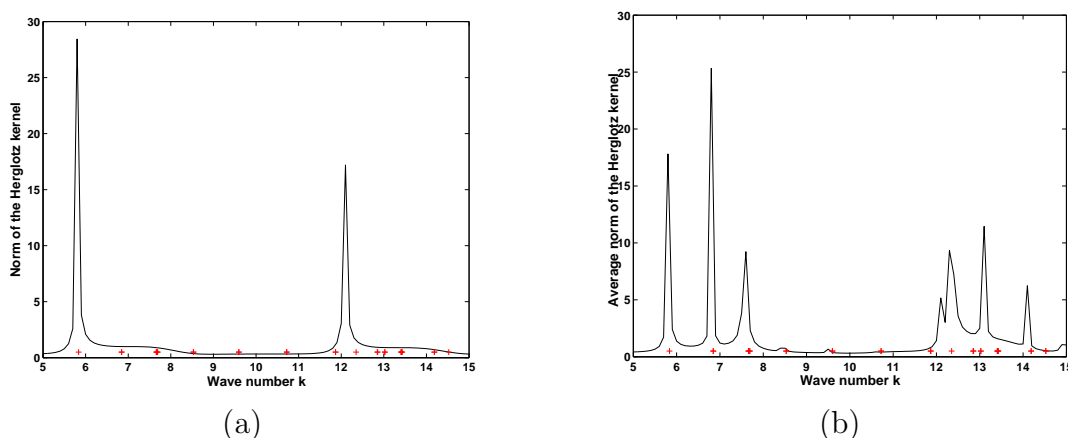 30
25
20
15
10
5
0
5 6 7 8 9 10 11 12 13 14 15
Norm of the Herglotz kernel
Wave number k
(a)
30
25
20
15
10
5
0
5 6 7 8 9 10 11 12 13 14 15
Average norm of the Herglotz kernel
Wave number k
(b)